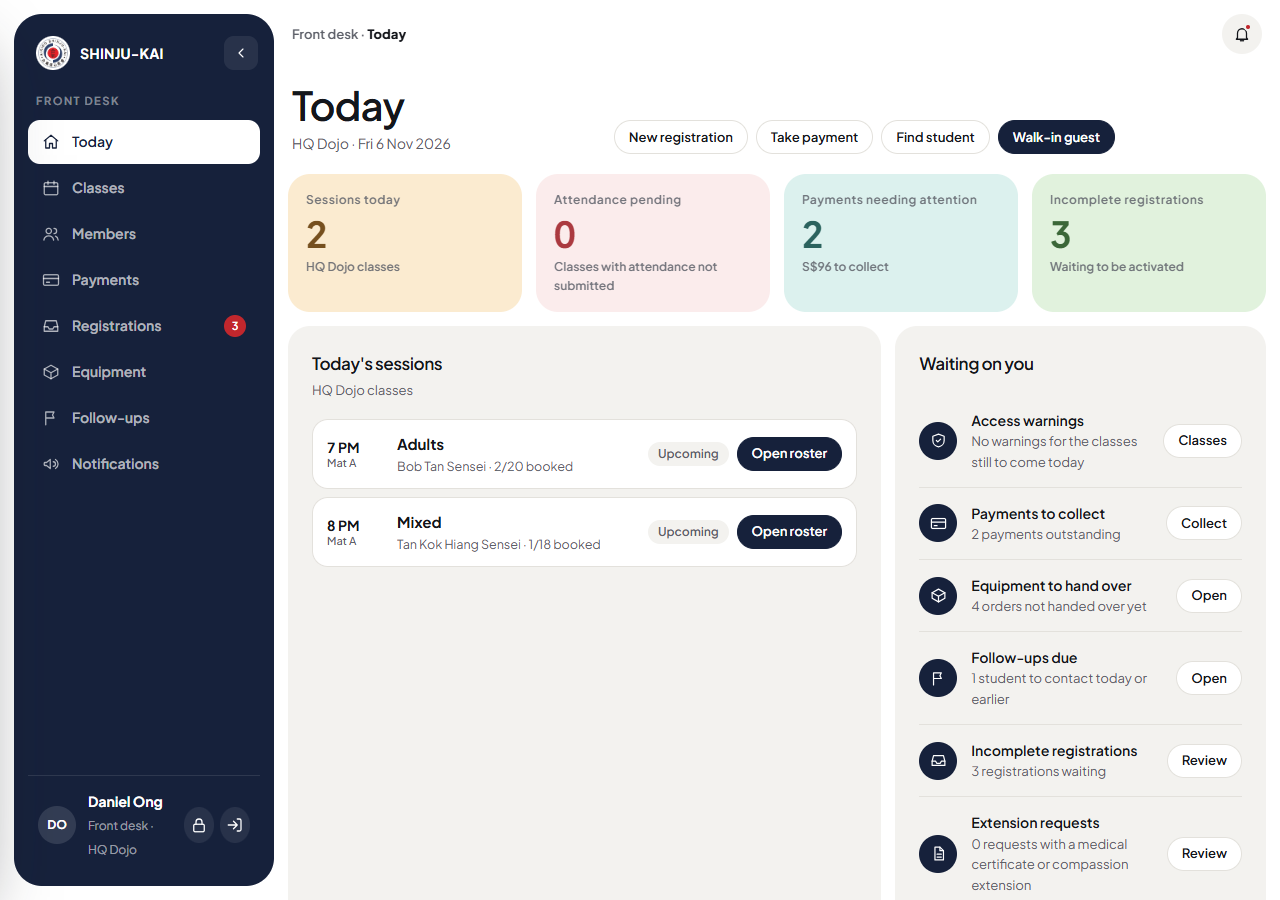 SHINJU-KAI
FRONT DESK
Today
Classes
Members
Payments
Registrations
3
Equipment
Follow-ups
Notifications
DO
Daniel Ong
Front desk ·
HQ Dojo
Front desk · Today
Today
HQ Dojo · Fri 6 Nov 2026
New registration
Take payment
Find student
Walk-in guest
Sessions today
2
HQ Dojo classes
Attendance pending
0
Classes with attendance not
submitted
Payments needing attention
2
S$96 to collect
Incomplete registrations
3
Waiting to be activated
Today's sessions
HQ Dojo classes
7 PM
Mat A
Adults
Bob Tan Sensei · 2/20 booked
Upcoming
Open roster
8 PM
Mat A
Mixed
Tan Kok Hiang Sensei · 1/18 booked
Upcoming
Open roster
Waiting on you
Access warnings
No warnings for the classes
still to come today
Classes
Payments to collect
2 payments outstanding
Collect
Equipment to hand over
4 orders not handed over yet
Open
Follow-ups due
1 student to contact today or
earlier
Open
Incomplete registrations
3 registrations waiting
Review
Extension requests
0 requests with a medical
certificate or compassion
extension
Review